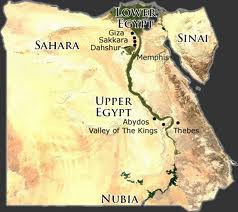 LOWER
EGYPT
Giza
Sakkara
Dahshur
SAHARA
SINAI
Memphis
UPPER
EGYPT
Abydos
Valley of The Kings
Thebes
NUBIA